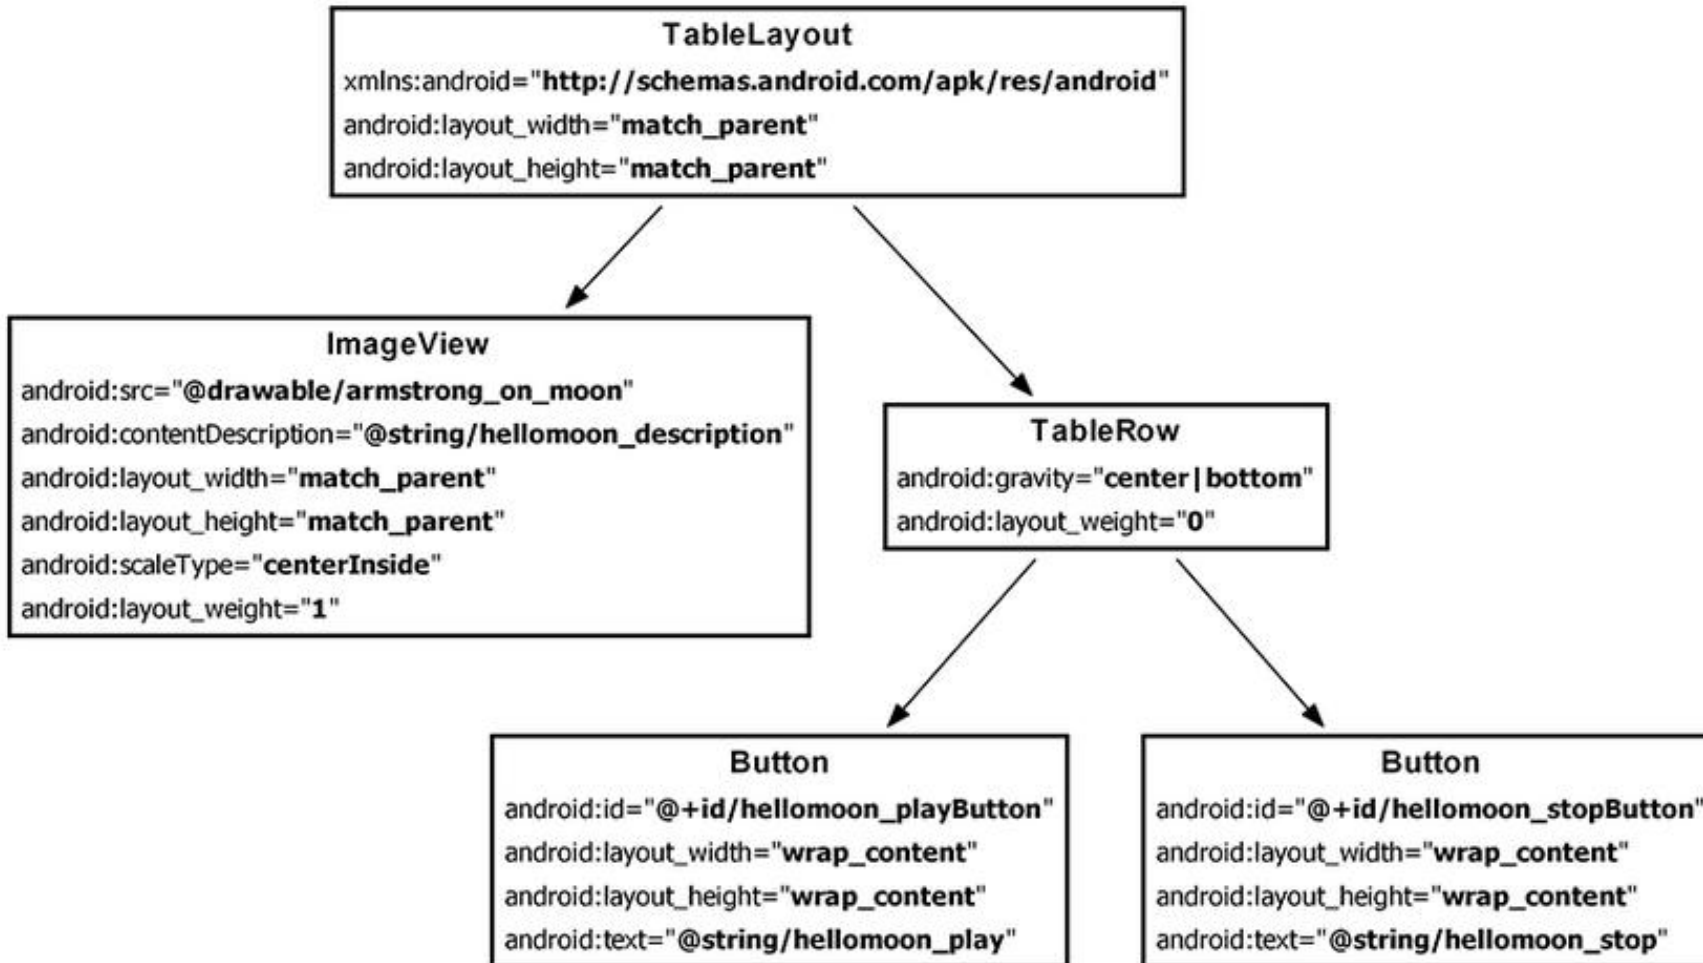 TableLayout
xmlns:android="http://schemas.android.com/apk/res/android"
android:layout_width="match_parent"
android:layout_height="match_parent"
ImageView
android:src="@drawable/armstrong_on_moon"
android:contentDescription="@string/hellomoon_description"
android:layout_width="match_parent"
android:layout_height="match_parent"
android:scaleType="centerInside"
android:layout_weight="1"
TableRow
android:gravity="center|bottom"
android:layout_weight="0"
Button
android:id="@+id/hellomoon_playButton"
android:layout_width="wrap_content"
android:layout_height="wrap_content"
android:text="@string/hellomoon_play"
Button
android:id="@+id/hellomoon_stopButton"
android:layout_width="wrap_content"
android:layout_height="wrap_content"
android:text="@string/hellomoon_stop"